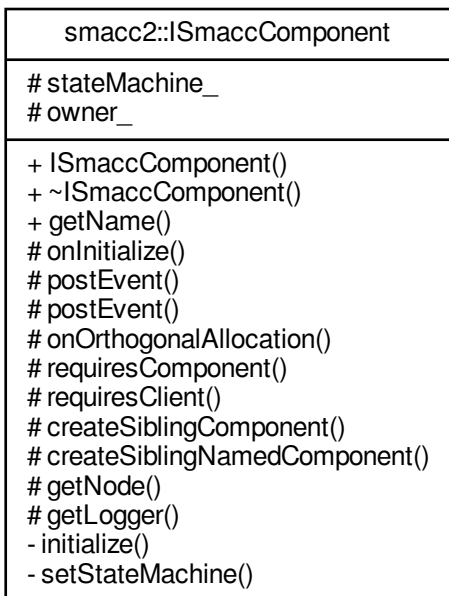 smacc2::ISmaccComponent
# stateMachine_
# owner_
+ ISmaccComponent()
+ ~ISmaccComponent()
+ getName()
# onInitialize()
# postEvent()
# postEvent()
# onOrthogonalAllocation()
# requiresComponent()
# requiresClient()
# createSiblingComponent()
# createSiblingNamedComponent()
# getNode()
# getLogger()
- initialize()
- setStateMachine()